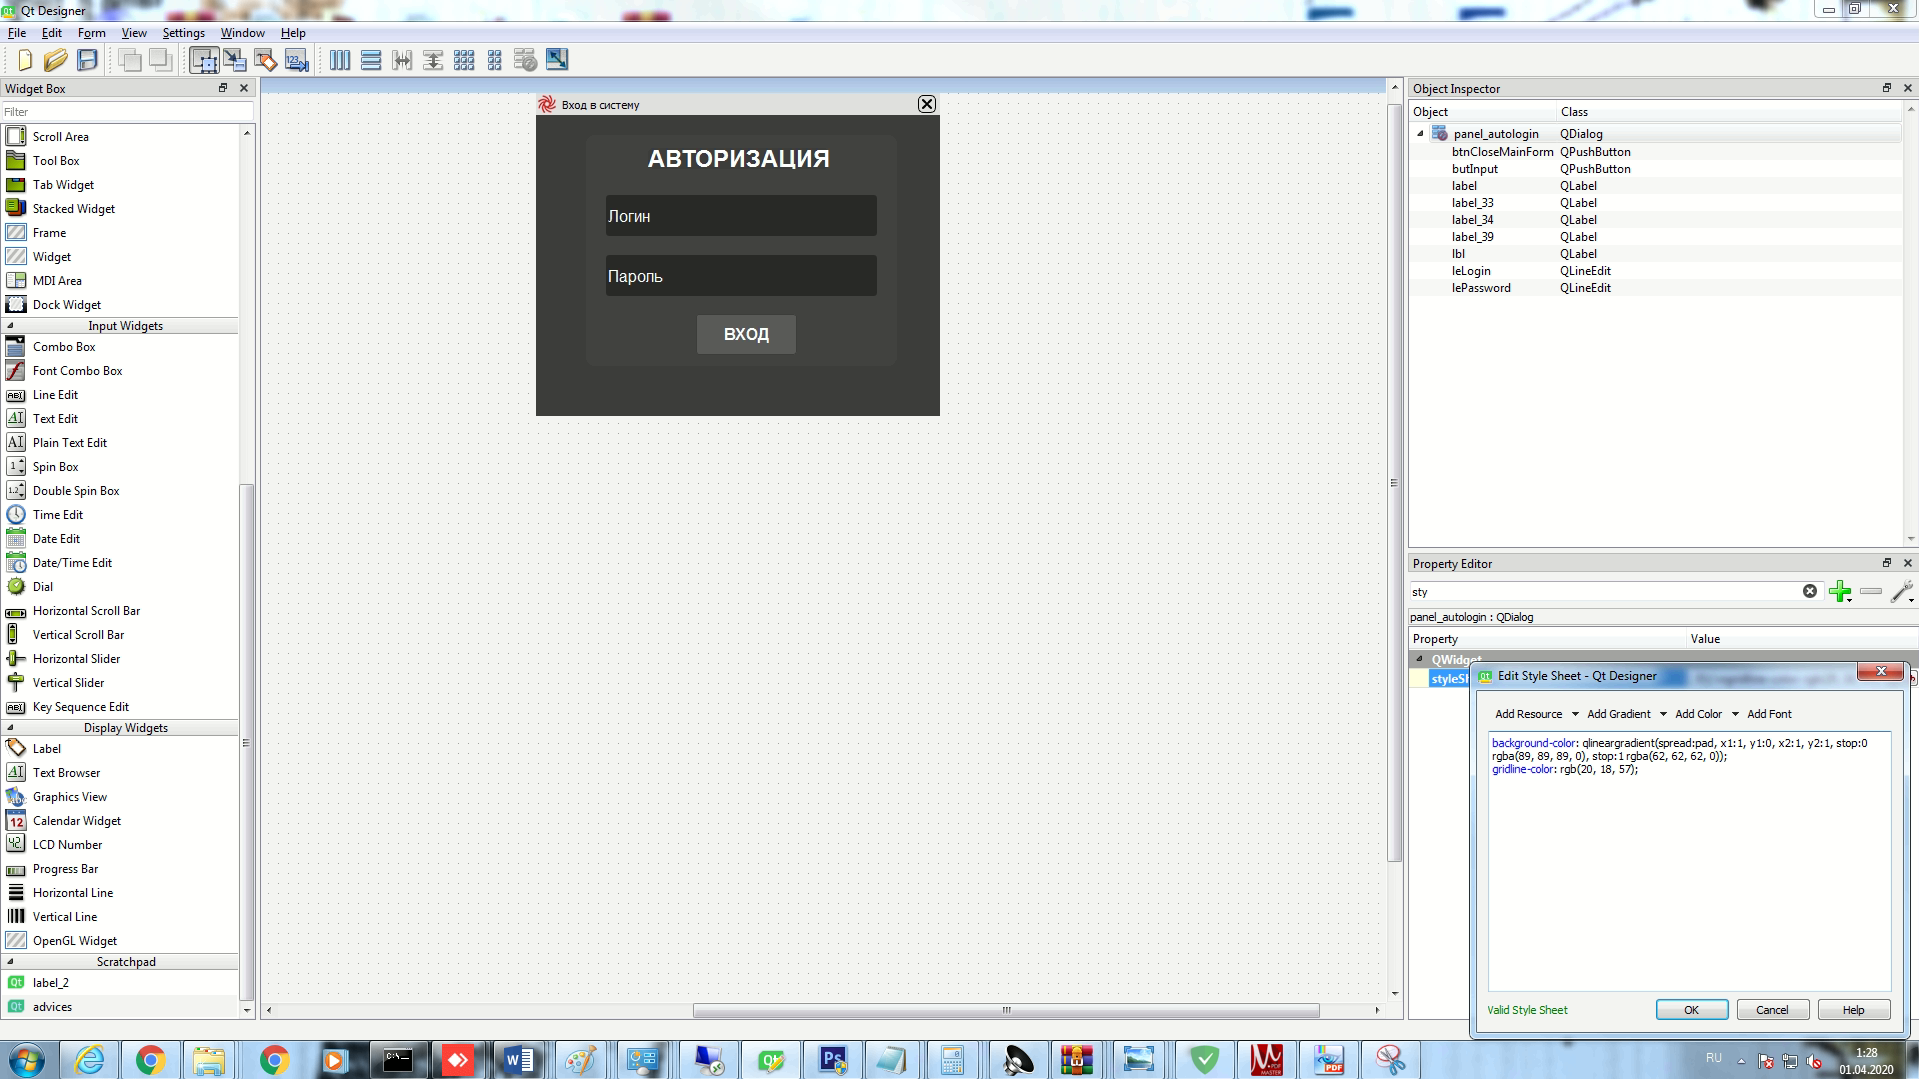 Qt Designer
File Edit Form View Settings Window Help
Widget Box
Filter
Scroll Area
Tool Box
Tab Widget
Stacked Widget
Frame
Widget
MDI Area
Dock Widget
Input Widgets
Combo Box
Font Combo Box
Line Edit
Text Edit
Plain Text Edit
Spin Box
Double Spin Box
Time Edit
Date Edit
Date/Time Edit
Dial
Horizontal Scroll Bar
Vertical Scroll Bar
Horizontal Slider
Vertical Slider
Key Sequence Edit
Display Widgets
Label
Text Browser
Graphics View
Calendar Widget
LCD Number
Progress Bar
Horizontal Line
Vertical Line
OpenGL Widget
Scratchpad
label_2
advices
Вход в систему
АВТОРИЗАЦИЯ
Логин
Пароль
ВХОД
Object Inspector
Object Class
panel_autologin QDialog
btnCloseMainForm QPushButton
butInput QPushButton
label QLabel
label_33 QLabel
label_34 QLabel
label_39 QLabel
lbl QLabel
leLogin QLineEdit
lePassword QLineEdit
Property Editor
sty
panel_autologin : QDialog
Property Value
QWidget
styleSh
Edit Style Sheet - Qt Designer
Add Resource Add Gradient Add Color Add Font
background-color: qlineargradient(spread:pad, x1:1, y1:0, x2:1, y2:1, stop:0
rgba(89, 89, 89, 0), stop:1 rgba(62, 62, 62, 0));
gridline-color: rgb(20, 18, 57);
Valid Style Sheet
OK Cancel Help
RU
1:28
01.04.2020